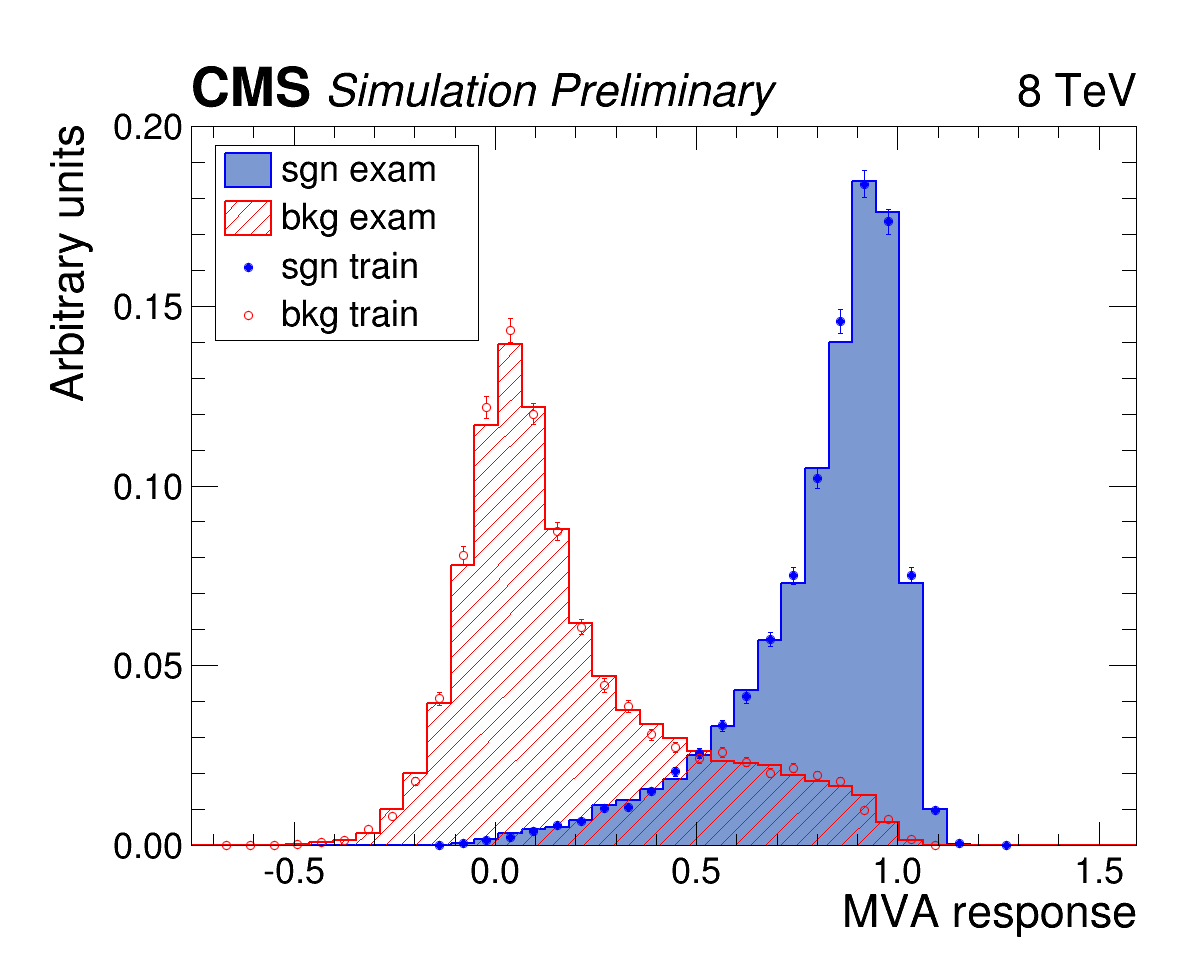 CMS Simulation Preliminary 8 TeV
Arbitrary units
0.20
0.15
0.10
0.05
0.00
sgn exam
bkg exam
sgn train
bkg train
-0.5 0.0 0.5 1.0 1.5
MVA response